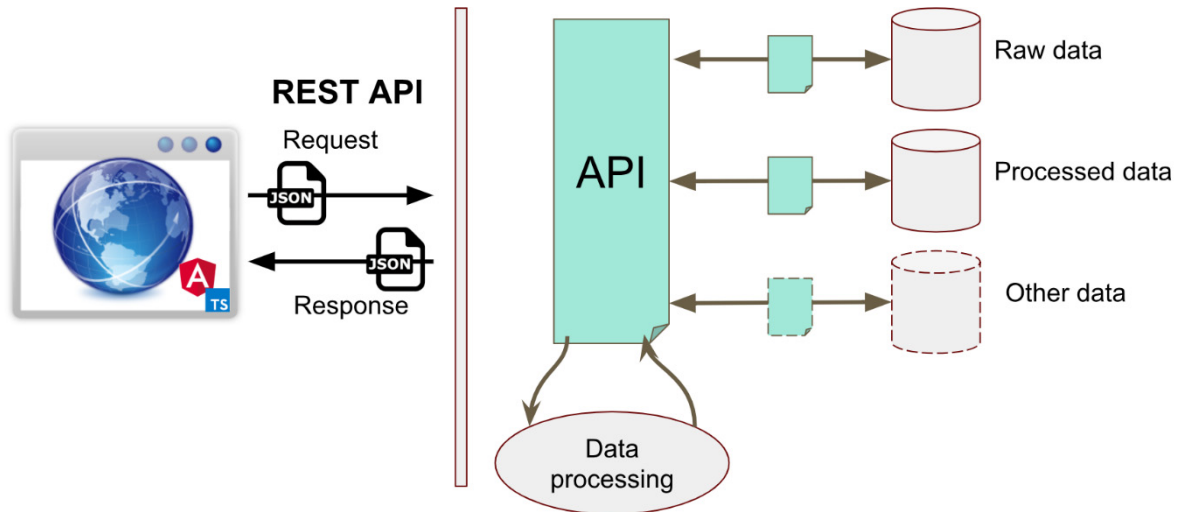 REST API
Request
JSON
JSON
Response
A
TS
API
Data
processing
Raw data
Processed data
Other data